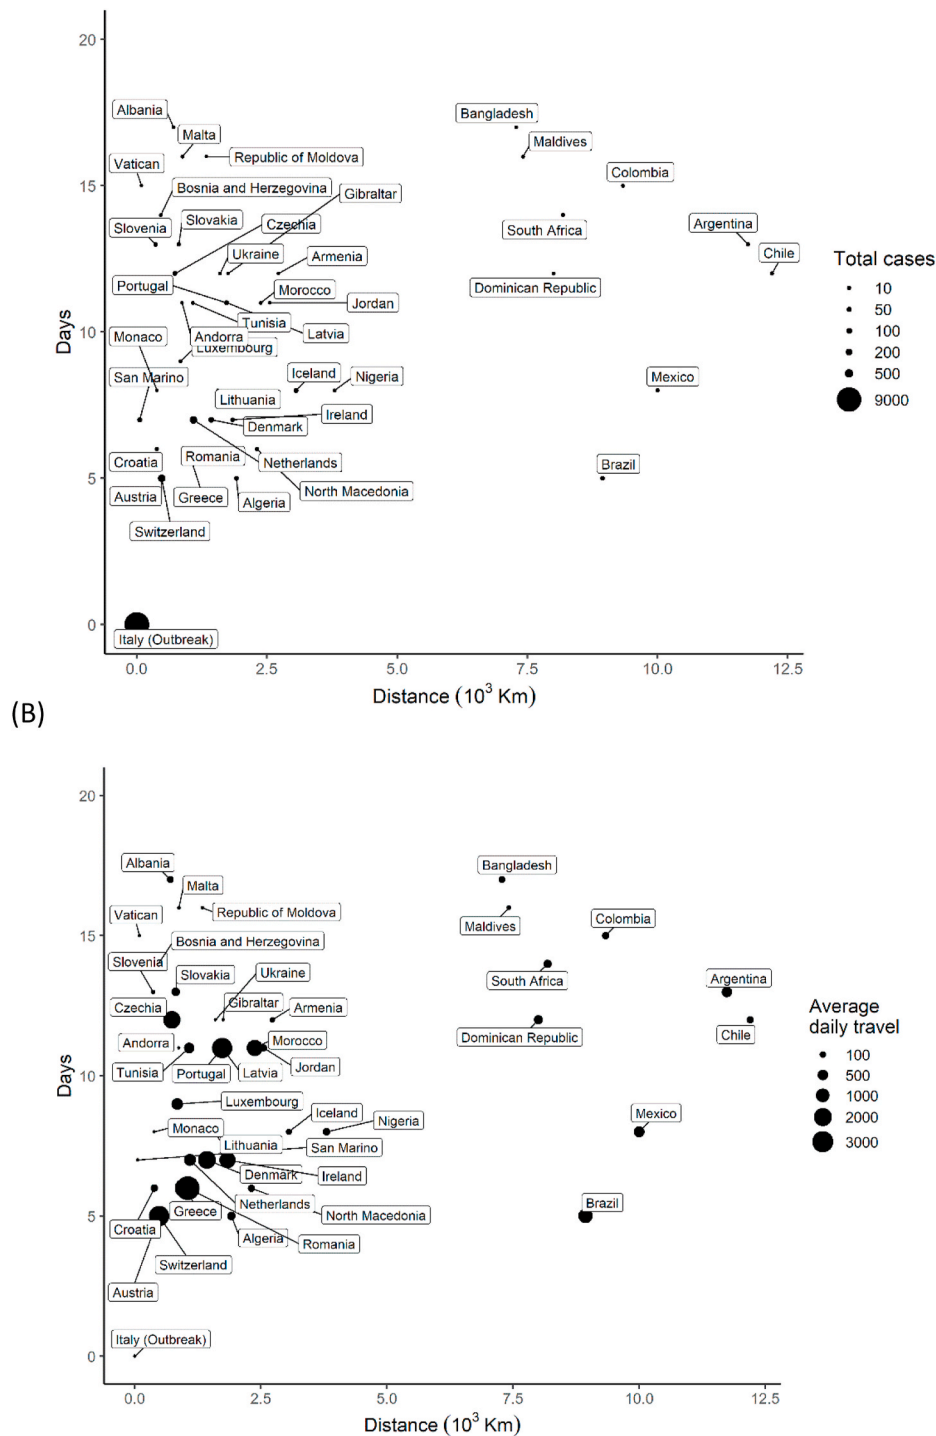 20
Albania
Bangladesh
Malta
Maldives
Vatican
Republic of Moldova
Colombia
15
Bosnia and Herzegovina
Gibraltar
Slovenia
Slovakia
Czechia
South Africa
Argentina
Ukraine
Armenia
Chile
Total cases
Portugal
Morocco
Dominican Republic
10
Jordan
50
Tunisia
Days
10
Monaco
Andorra
Latvia
100
Luxembourg
200
San Marino
Iceland
Nigeria
Mexico
500
Lithuania
9000
Ireland
Denmark
Croatia
Romania
Netherlands
Brazil
5
Austria
Greece
Algeria
North Macedonia
Switzerland
0
Italy (Outbreak)
0.0 2.5 5.0 7.5 10.0 12.5
Distance (10³ Km)
(B)
20
Albania
Bangladesh
Malta
Vatican
Republic of Moldova
Maldives
Colombia
15
Bosnia and Herzegovina
Slovenia
Slovakia
Ukraine
South Africa
Argentina
Czechia
Gibraltar
Armenia
Average
daily travel
Andorra
Morocco
Dominican Republic
Chile
100
Tunisia
Portugal
Latvia
Jordan
500
Days
10
Luxembourg
Iceland
Nigeria
Mexico
1000
Monaco
2000
Lithuania
San Marino
3000
Denmark
Ireland
Greece
Netherlands
North Macedonia
Brazil
5
Croatia
Algeria
Romania
Switzerland
Austria
Italy (Outbreak)
0
0.0 2.5 5.0 7.5 10.0 12.5
Distance (10³ Km)